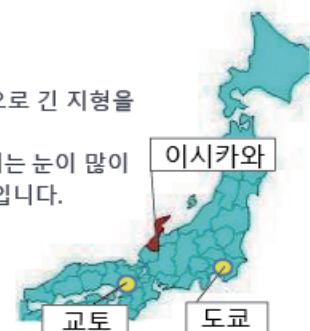 으로 긴 지형을
는 눈이 많이
입니다.
이시카와
교토
도쿄